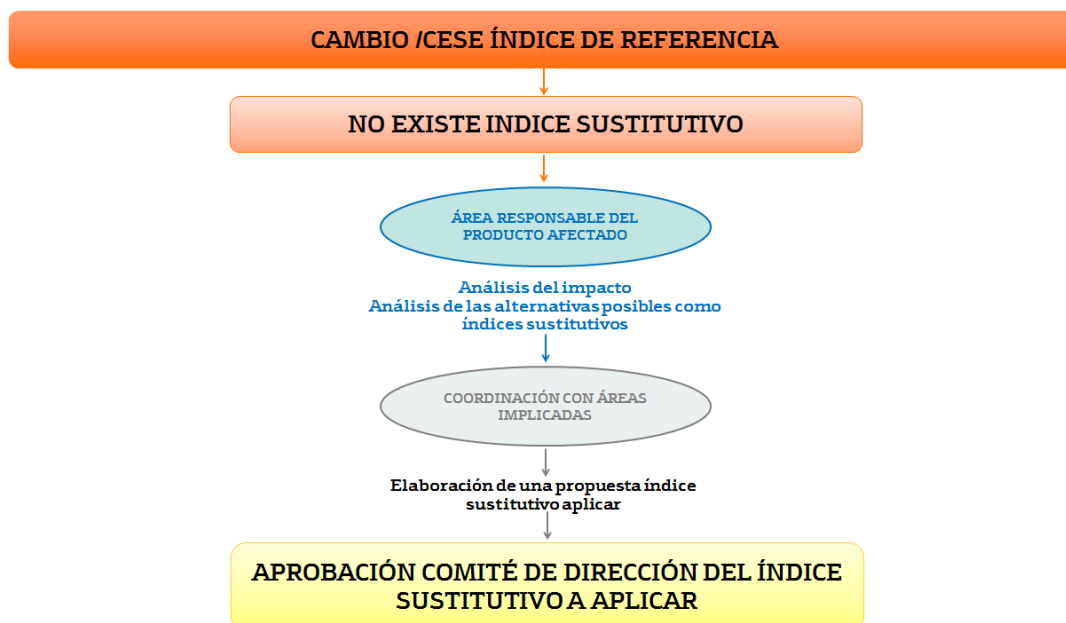 CAMBIO /CESE ÍNDICE DE REFERENCIA
NO EXISTE INDICE SUSTITUTIVO
ÁREA RESPONSABLE DEL
PRODUCTO AFECTADO
Análisis del impacto
Análisis de las alternativas posibles como
índices sustitutivos
COORDINACIÓN CON ÁREAS
IMPLICADAS
Elaboración de una propuesta índice
sustitutivo aplicar
APROBACIÓN COMITÉ DE DIRECCIÓN DEL ÍNDICE
SUSTITUTIVO A APLICAR